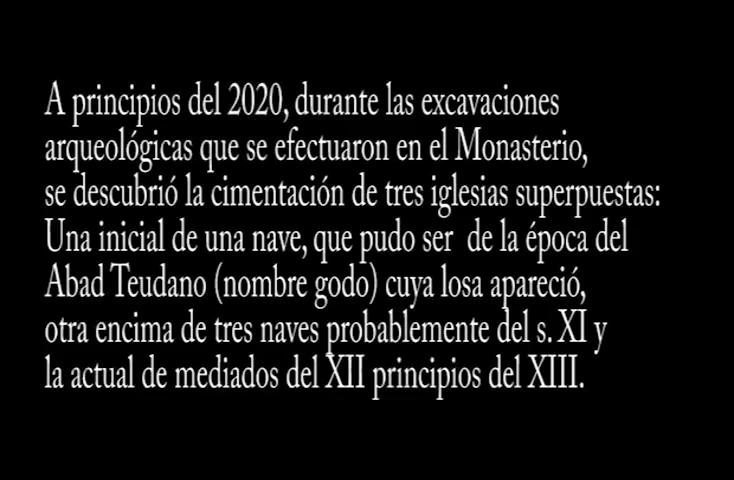 A principios del 2020, durante las excavaciones
arqueológicas que se efectuaron en el Monasterio,
se descubrió la cimentación de tres iglesias superpuestas:
Una inicial de una nave, que pudo ser  de la época del
Abad Teudano (nombre godo) cuya losa apareció,
otra encima de tres naves probablemente del s. XI y
la actual de mediados del XII principios del XIII.